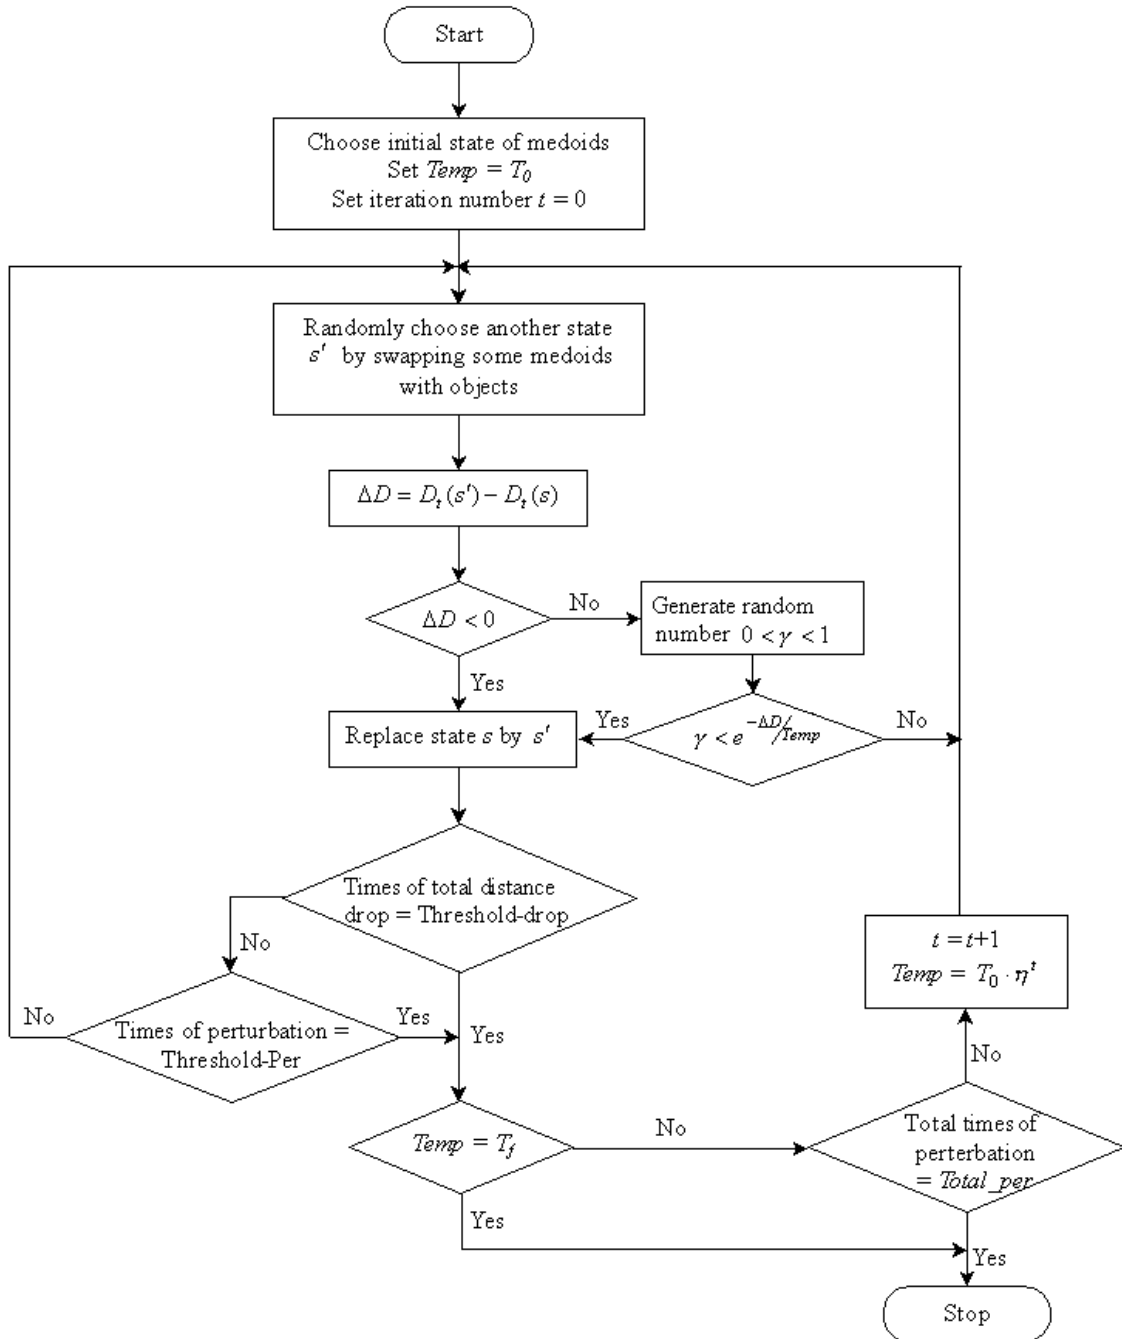 Start
Choose initial state of medoids
Set Temp = T₀
Set iteration number t = 0
Randomly choose another state
s′ by swapping some medoids
with objects
ΔD = Dₜ(s′) − Dₜ(s)
ΔD < 0
No
Generate random
number 0 < γ < 1
Yes
Yes
γ < e^(−ΔD/Temp)
No
Replace state s by s′
Times of total distance
drop = Threshold-drop
No
t = t+1
Temp = T₀ · ηᵗ
No
Times of perturbation =
Threshold-Per
Yes
Yes
No
Temp = T_f
No
Total times of
perterbation
= Total_per
Yes
Yes
Stop